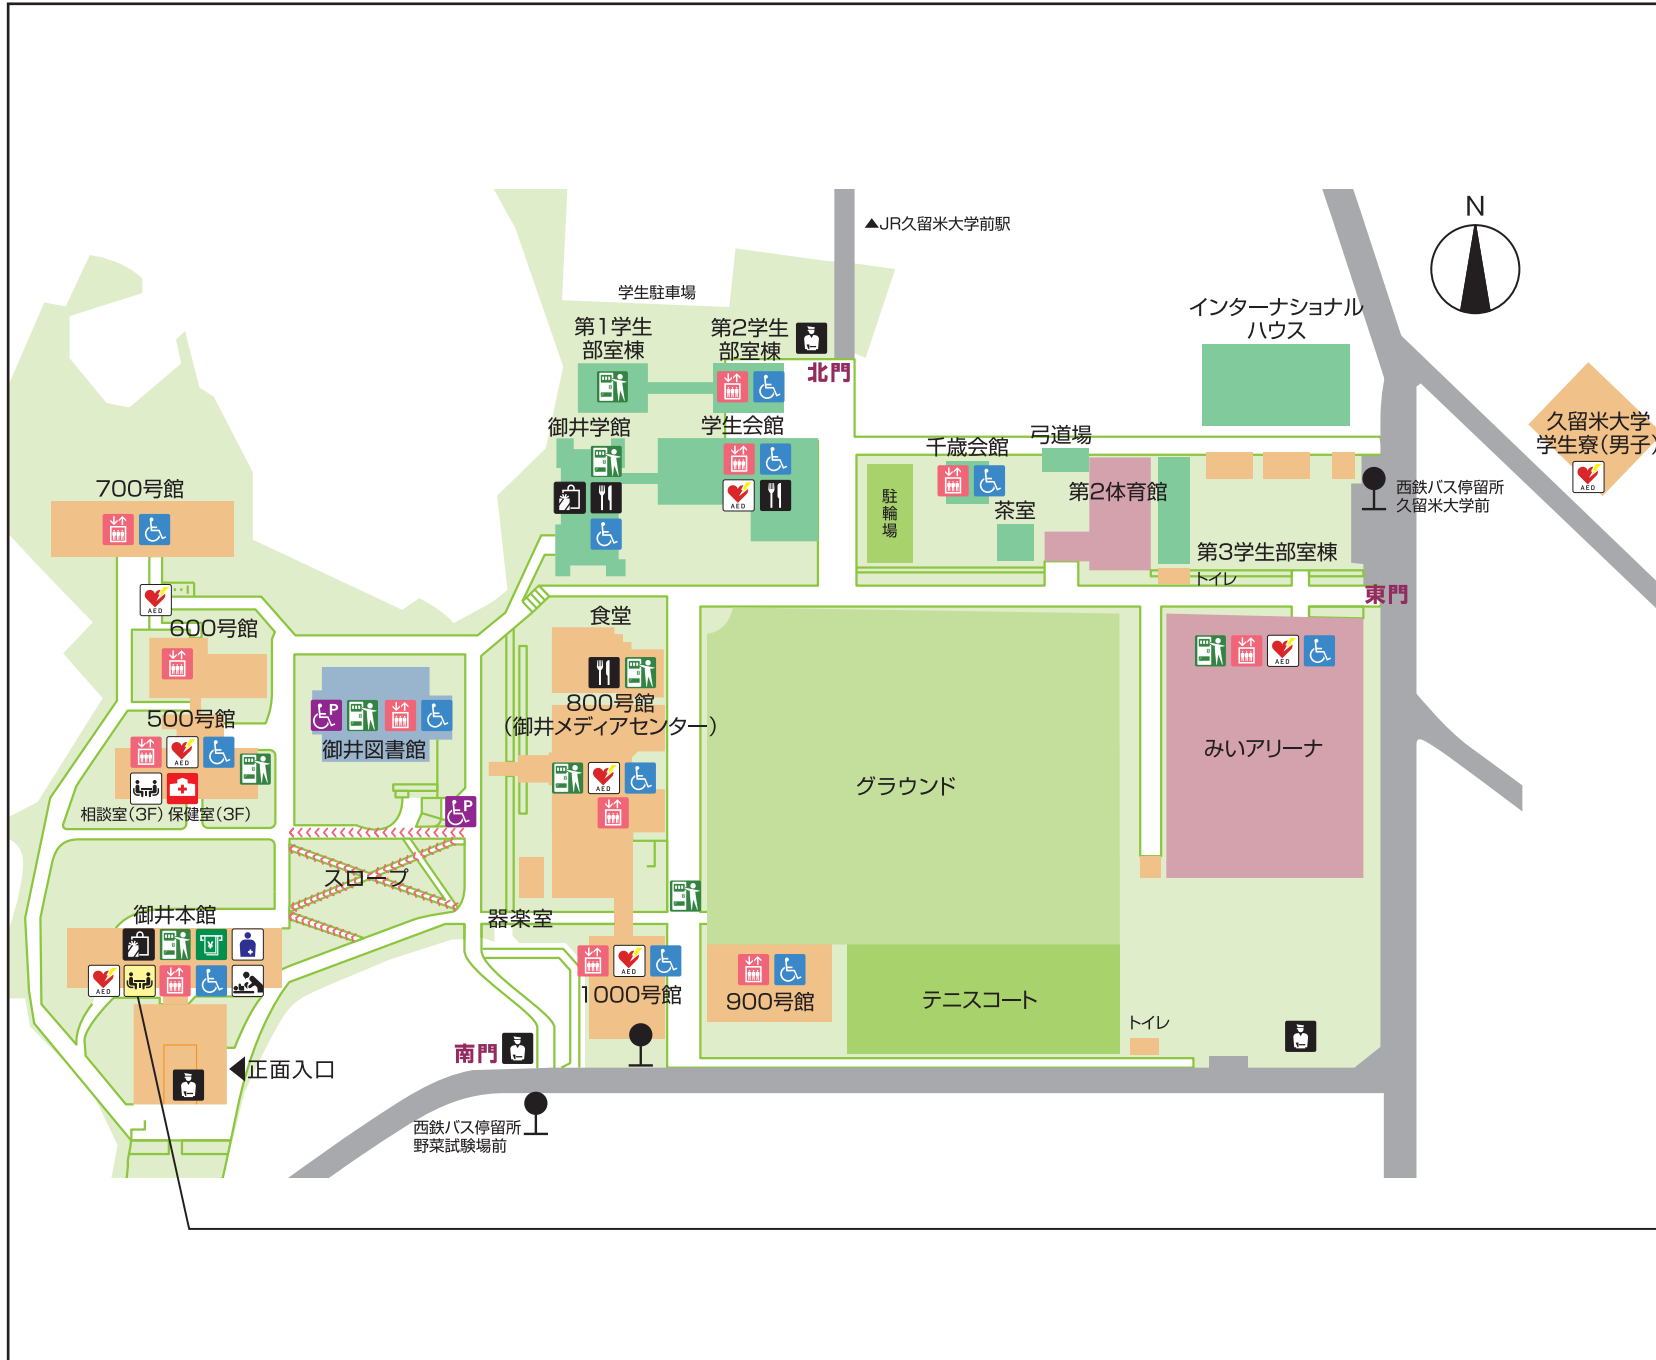 ▲JR久留米大学前駅
N
学生駐車場
インターナショナル
ハウス
第1学生
部室棟
第2学生
部室棟
北門
久留米大学
学生寮(男子)
AED
御井学館
学生会館
千歳会館
弓道場
第2体育館
駐輪場
茶室
AED
西鉄バス停留所
久留米大学前
700号館
第3学生部室棟
トイレ
東門
AED
600号館
食堂
AED
800号館
(御井メディアセンター)
500号館
P
御井図書館
みいアリーナ
AED
AED
グラウンド
相談室(3F) 保健室(3F)
P
スロープ
御井本館
器楽室
¥
AED
AED
1000号館
900号館
テニスコート
トイレ
南門
正面入口
西鉄バス停留所
野菜試験場前